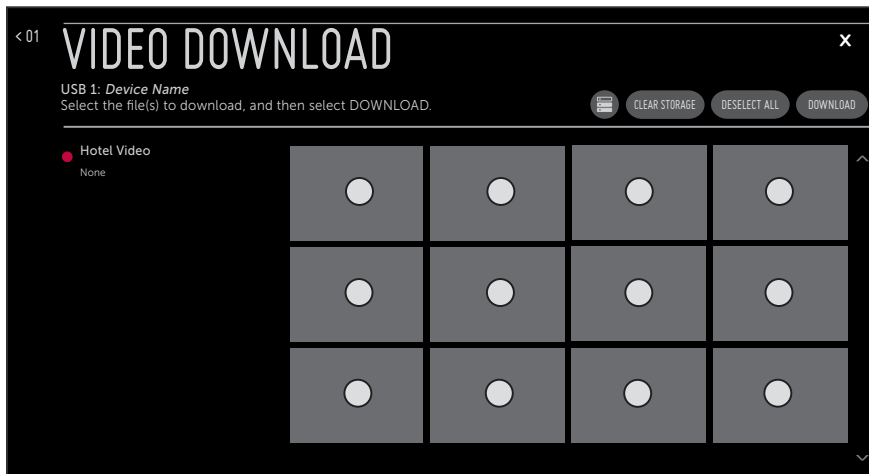 < 01
VIDEO DOWNLOAD
X
USB 1: Device Name
Select the file(s) to download, and then select DOWNLOAD.
CLEAR STORAGE
DESELECT ALL
DOWNLOAD
Hotel Video
None